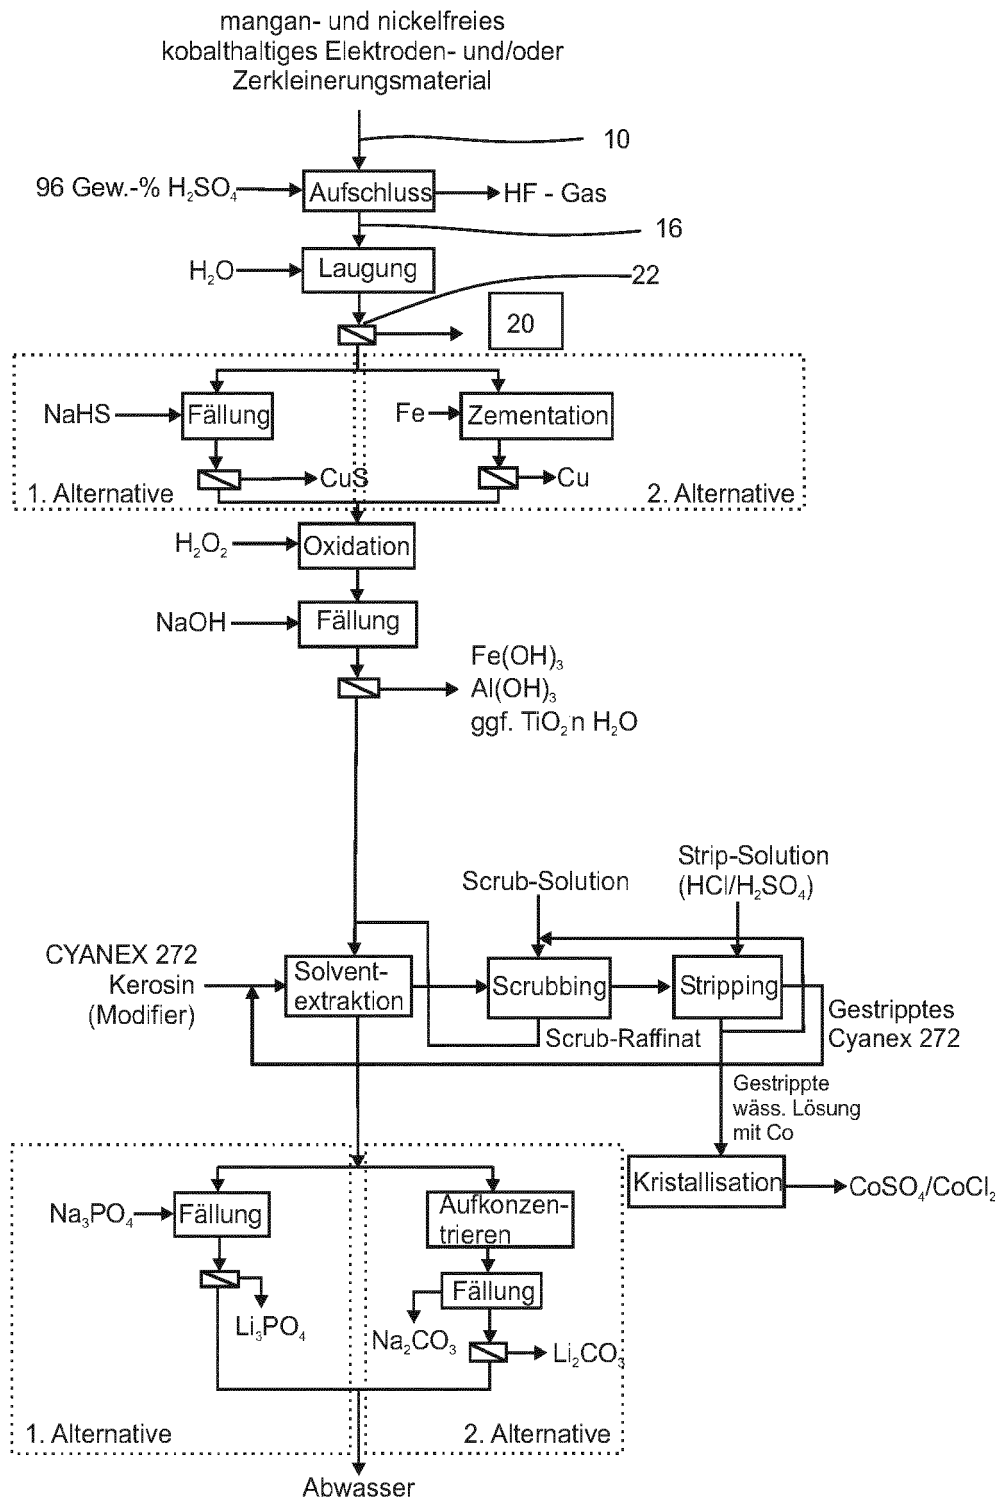 mangan- und nickelfreies
kobalthaltiges Elektroden- und/oder
Zerkleinerungsmaterial
10
96 Gew.-% H₂SO₄
Aufschluss
HF - Gas
16
H₂O
Laugung
22
20
NaHS
Fällung
Fe
Zementation
CuS
Cu
1. Alternative
2. Alternative
H₂O₂
Oxidation
NaOH
Fällung
Fe(OH)₃
Al(OH)₃
ggf. TiO₂n H₂O
Strip-Solution
(HCl/H₂SO₄)
Scrub-Solution
CYANEX 272
Kerosin
(Modifier)
Solvent-
extraktion
Scrubbing
Stripping
Gestripptes
Cyanex 272
Scrub-Raffinat
Gestrippte
wäss. Lösung
mit Co
Kristallisation
CoSO₄/CoCl₂
Na₃PO₄
Fällung
Aufkonzen-
trieren
Fällung
Li₃PO₄
Na₂CO₃
Li₂CO₃
1. Alternative
2. Alternative
Abwasser